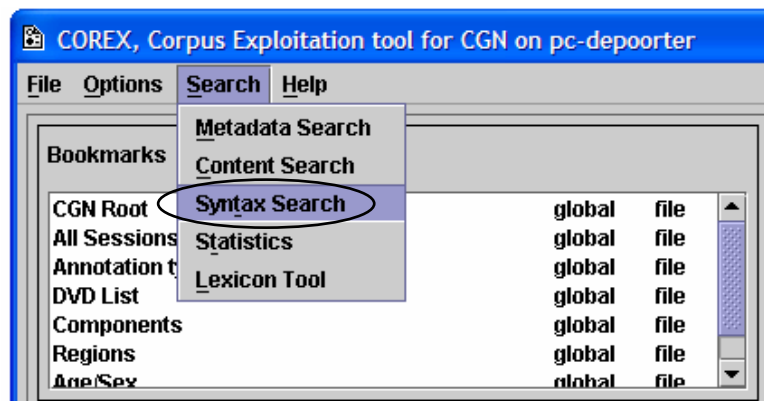 COREX, Corpus Exploitation tool for CGN on pc-depoorter
File Options Search Help
Metadata Search
Bookmarks
Content Search
CGN Root Syntax Search global file
All Sessions Statistics global file
Annotation t Lexicon Tool global file
DVD List global file
Components global file
Regions global file
Age/Sex global file